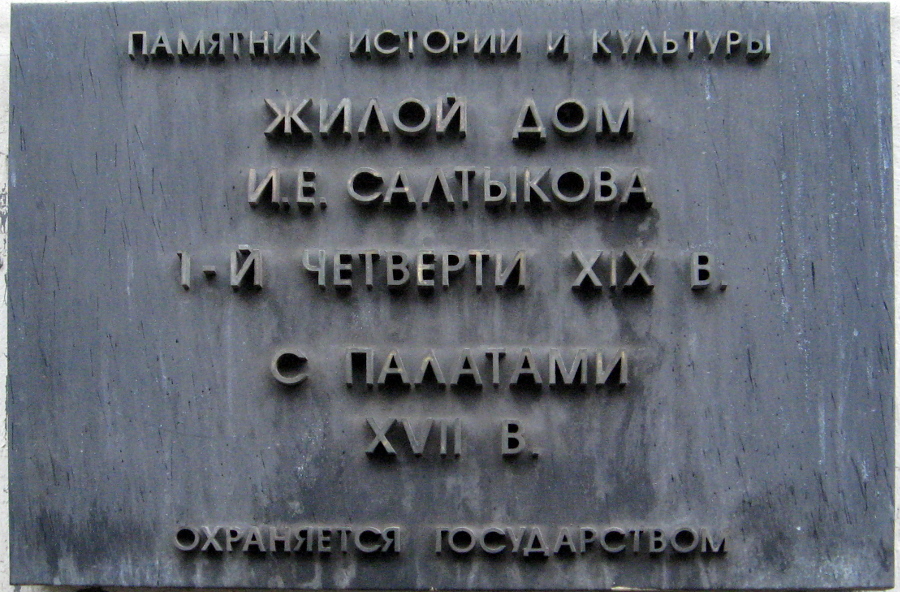 ПАМЯТНИК ИСТОРИИ И КУЛЬТУРЫ
ЖИЛОЙ ДОМ
И.Е. САЛТЫКОВА
1-Й ЧЕТВЕРТИ XIX В.
С ПАЛАТАМИ
XVII В.
ОХРАНЯЕТСЯ ГОСУДАРСТВОМ